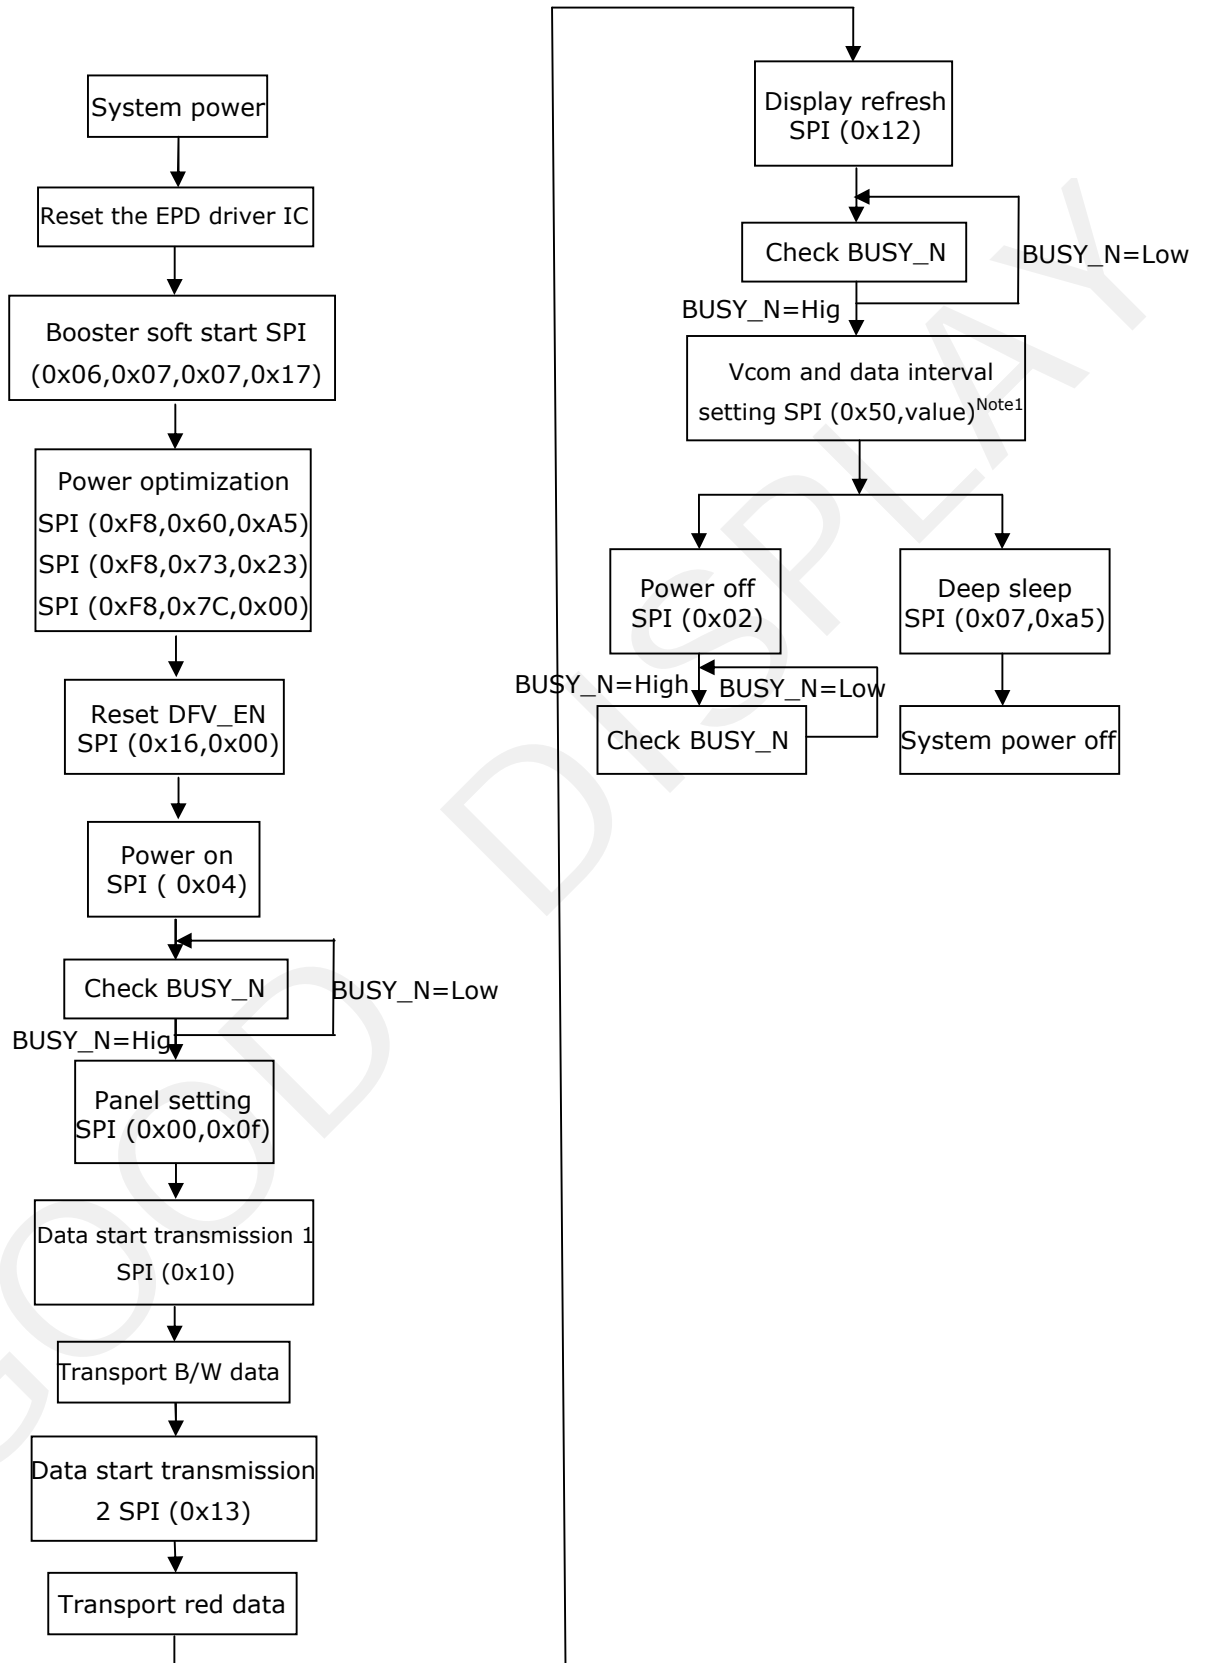 System power
Reset the EPD driver IC
Booster soft start SPI
(0x06,0x07,0x07,0x17)
Power optimization
SPI (0xF8,0x60,0xA5)
SPI (0xF8,0x73,0x23)
SPI (0xF8,0x7C,0x00)
Reset DFV_EN
SPI (0x16,0x00)
Power on
SPI ( 0x04)
Check BUSY_N
BUSY_N=Low
BUSY_N=Hig
Panel setting
SPI (0x00,0x0f)
Data start transmission 1
SPI (0x10)
Transport B/W data
Data start transmission
2 SPI (0x13)
Transport red data
Display refresh
SPI (0x12)
Check BUSY_N
BUSY_N=Low
BUSY_N=Hig
Vcom and data interval
setting SPI (0x50,value)Note1
Power off
SPI (0x02)
BUSY_N=High
BUSY_N=Low
Check BUSY_N
Deep sleep
SPI (0x07,0xa5)
System power off
GOOD DISPLAY